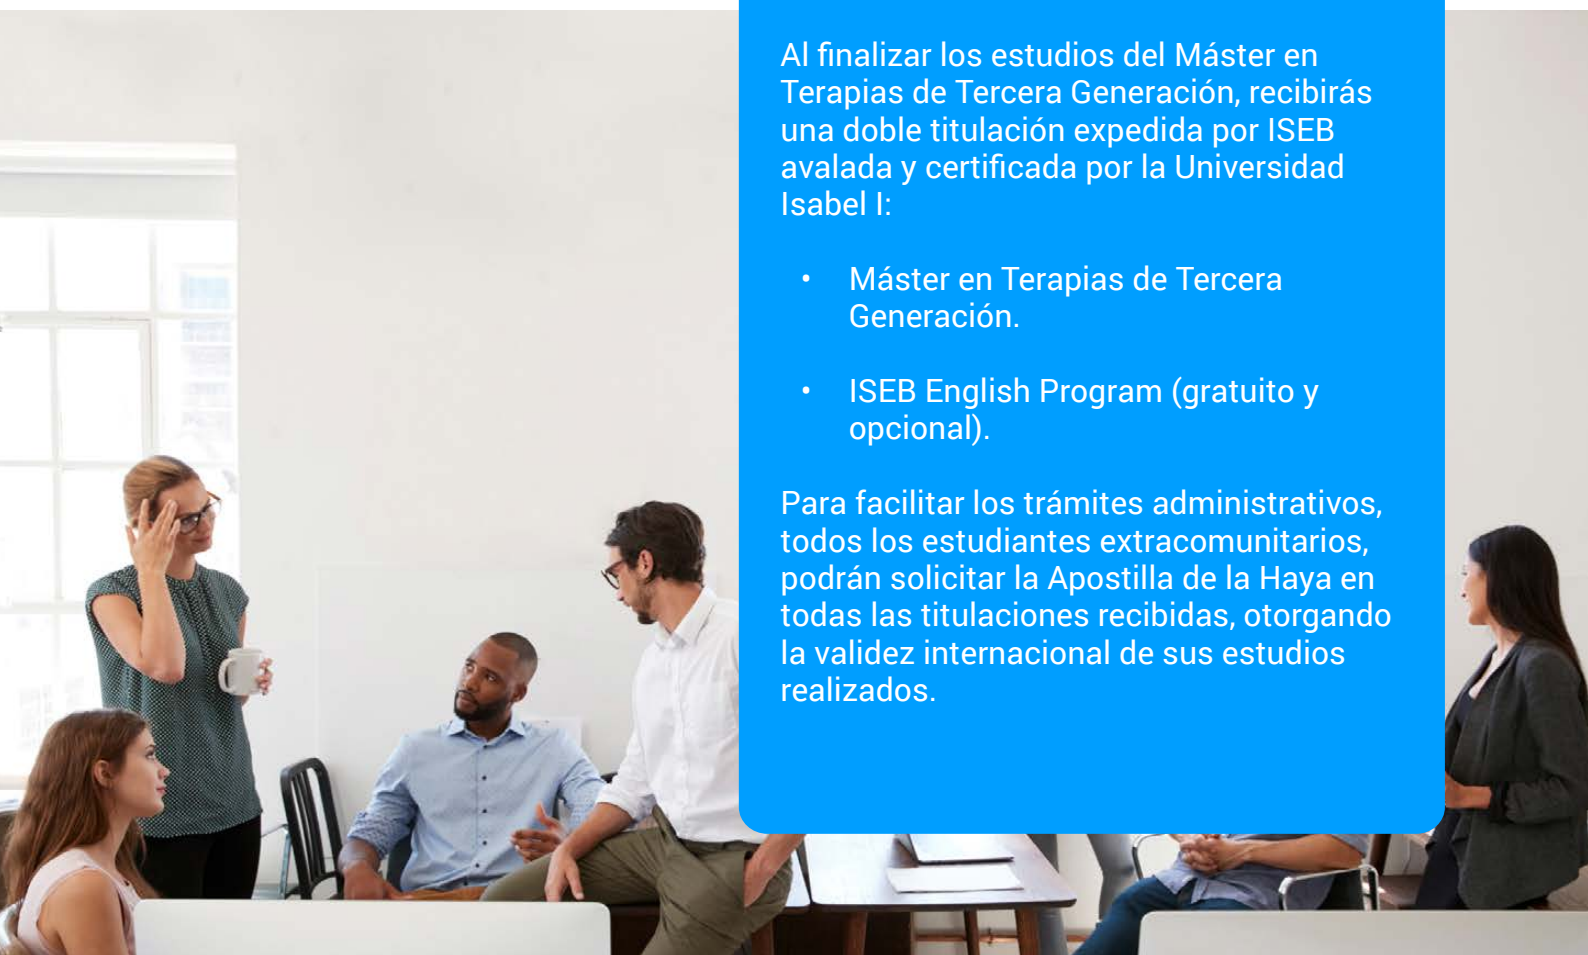 Al finalizar los estudios del Máster en
Terapias de Tercera Generación, recibirás
una doble titulación expedida por ISEB
avalada y certificada por la Universidad
Isabel I:
• Máster en Terapias de Tercera
Generación.
• ISEB English Program (gratuito y
opcional).
Para facilitar los trámites administrativos,
todos los estudiantes extracomunitarios,
podrán solicitar la Apostilla de la Haya en
todas las titulaciones recibidas, otorgando
la validez internacional de sus estudios
realizados.